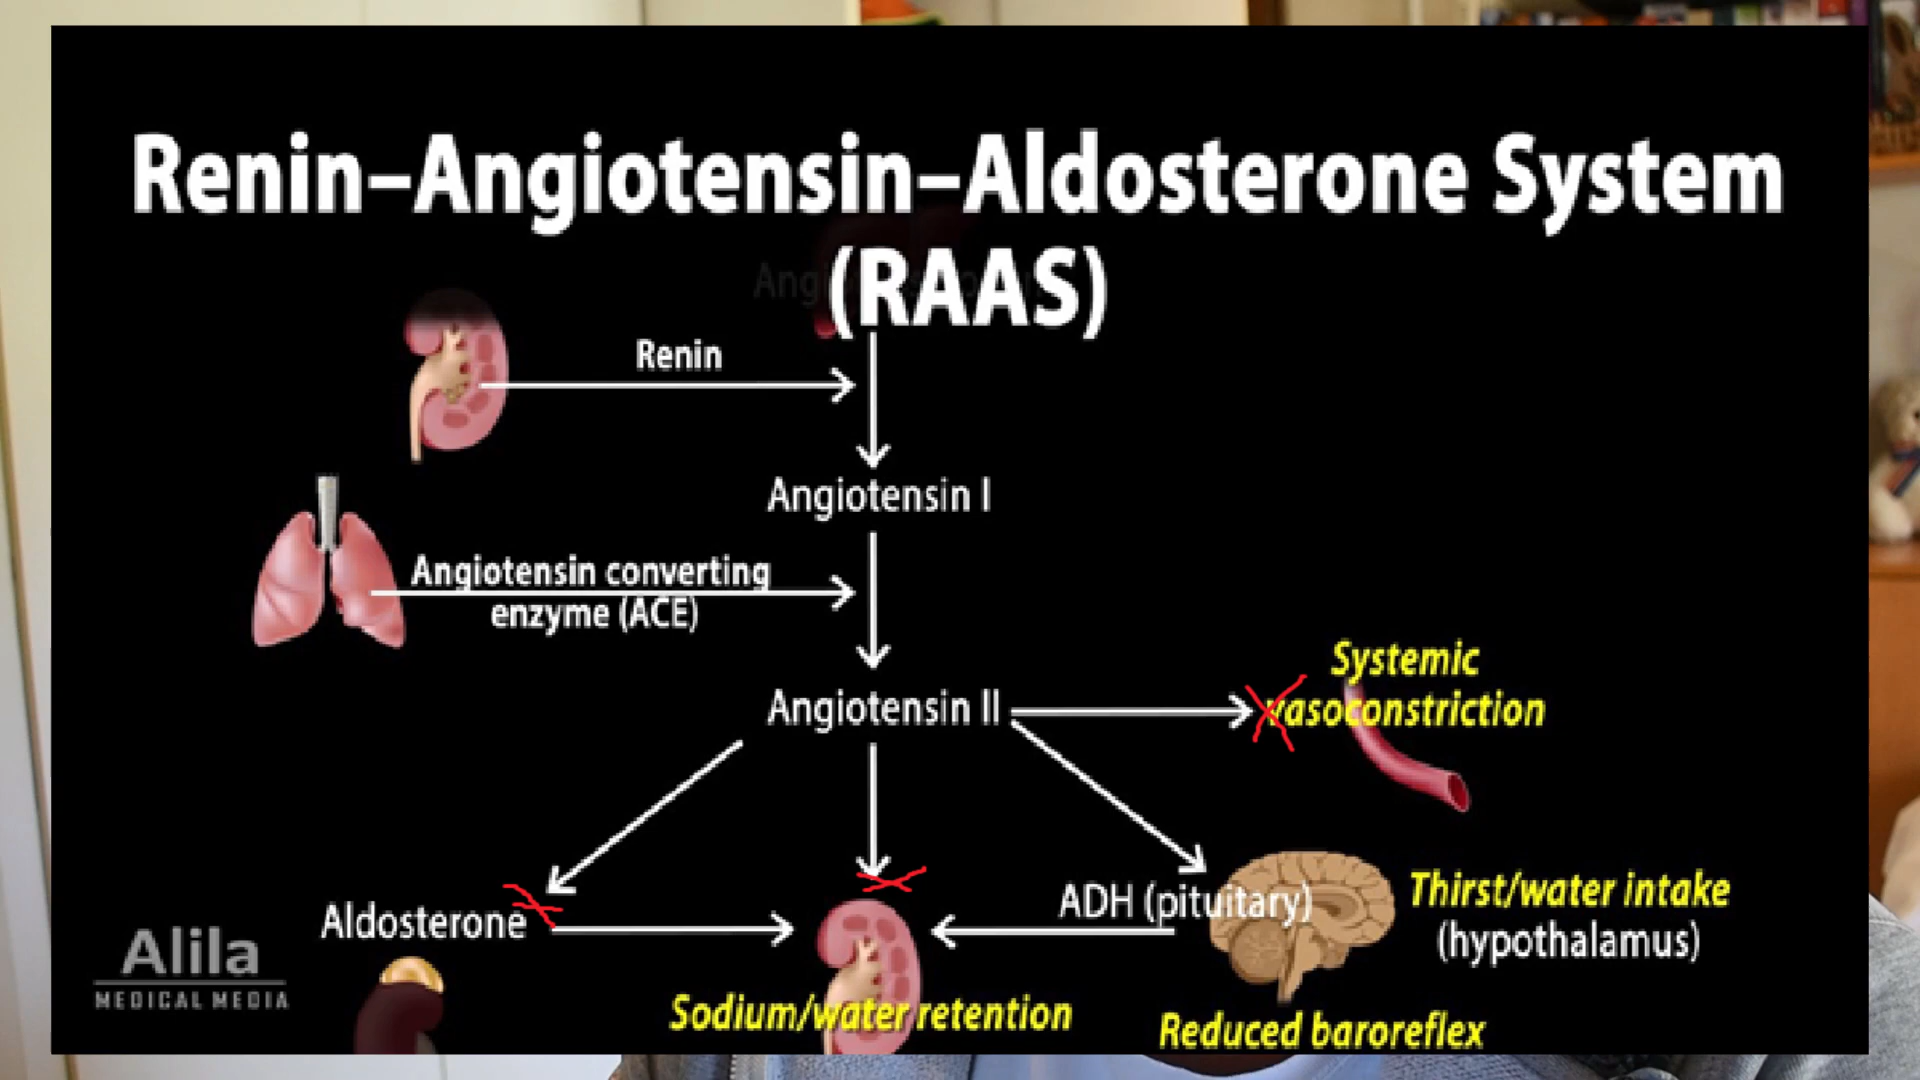 Renin–Angiotensin–Aldosterone System
(RAAS)
Renin
Angiotensin I
Angiotensin converting
enzyme (ACE)
Angiotensin II
Systemic
vasoconstriction
Aldosterone
ADH (pituitary)
Thirst/water intake
(hypothalamus)
Sodium/water retention
Reduced baroreflex
Alila
MEDICAL MEDIA